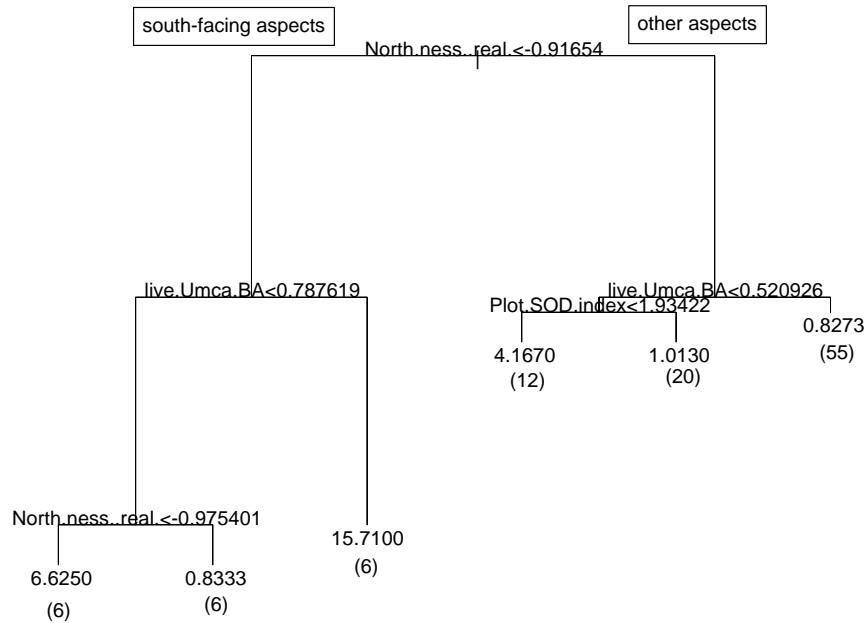 south-facing aspects
other aspects
North.ness..real.<-0.91654
live.Umca.BA<0.787619
live.Umca.BA<0.520926
Plot.SOD.index<1.93422
0.8273
(55)
4.1670
1.0130
(12)
(20)
North.ness..real.<-0.975401
15.7100
(6)
6.6250
0.8333
(6)
(6)